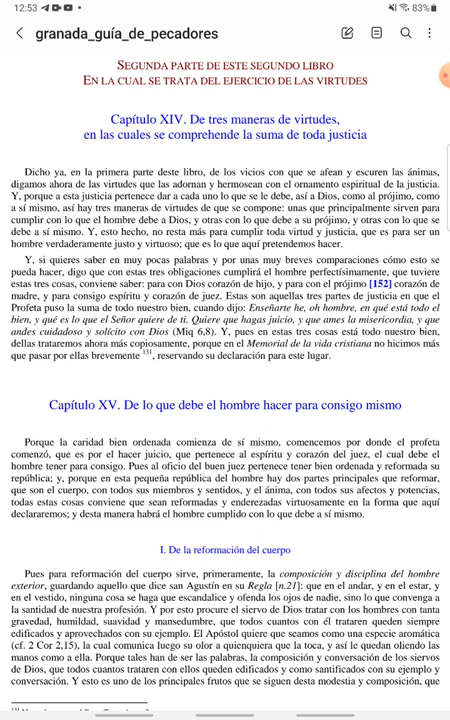 12:53
83%
granada_guía_de_pecadores
SEGUNDA PARTE DE ESTE SEGUNDO LIBRO
EN LA CUAL SE TRATA DEL EJERCICIO DE LAS VIRTUDES
Capítulo XIV. De tres maneras de virtudes,
en las cuales se comprehende la suma de toda justicia
Dicho ya, en la primera parte deste libro, de los vicios con que se afean y escuren las ánimas,
digamos ahora de las virtudes que las adornan y hermosean con el ornamento espiritual de la justicia.
Y, porque a esta justicia pertenece dar a cada uno lo que se le debe, así a Dios, como al prójimo, como
a sí mismo, así hay tres maneras de virtudes de que se compone: unas que principalmente sirven para
cumplir con lo que el hombre debe a Dios, y otras con lo que debe a su prójimo, y otras con lo que se
debe a sí mismo. Y, esto hecho, no resta más para cumplir toda virtud y justicia, que es para ser un
hombre verdaderamente justo y virtuoso; que es lo que aquí pretendemos hacer.
Y, si quieres saber en muy pocas palabras y por unas muy breves comparaciones cómo esto se
pueda hacer, digo que con estas tres obligaciones cumplirá el hombre perfectísimamente, que tuviere
estas tres cosas, conviene saber: para con Dios corazón de hijo, y para con el prójimo [152] corazón de
madre, y para consigo espíritu y corazón de juez. Estas son aquellas tres partes de justicia en que el
Profeta puso la suma de todo nuestro bien, cuando dijo: Enseñarte he, oh hombre, en qué está todo el
bien, y qué es lo que el Señor quiere de ti. Quiere que hagas juicio, y que ames la misericordia, y que
andes cuidadoso y solícito con Dios (Miq 6,8). Y, pues en estas tres cosas está todo nuestro bien,
dellas trataremos ahora más copiosamente, porque en el Memorial de la vida cristiana no hicimos más
que pasar por ellas brevemente 131, reservando su declaración para este lugar.
Capítulo XV. De lo que debe el hombre hacer para consigo mismo
Porque la caridad bien ordenada comienza de sí mismo, comencemos por donde el profeta
comenzó, que es por el hacer juicio, que pertenece al espíritu y corazón del juez, el cual debe el
hombre tener para consigo. Pues al oficio del buen juez pertenece tener bien ordenada y reformada su
república; y, porque en esta pequeña república del hombre hay dos partes principales que reformar,
que son el cuerpo, con todos sus miembros y sentidos, y el ánima, con todos sus afectos y potencias,
todas estas cosas conviene que sean reformadas y enderezadas virtuosamente en la forma que aquí
declararemos; y desta manera habrá el hombre cumplido con lo que debe a sí mismo.
I. De la reformación del cuerpo
Pues para reformación del cuerpo sirve, primeramente, la composición y disciplina del hombre
exterior, guardando aquello que dice san Agustín en su Regla [n.21]: que en el andar, y en el estar, y
en el vestido, ninguna cosa se haga que escandalice y ofenda los ojos de nadie, sino lo que convenga a
la santidad de nuestra profesión. Y por esto procure el siervo de Dios tratar con los hombres con tanta
gravedad, humildad, suavidad y mansedumbre, que todos cuantos con él trataren queden siempre
edificados y aprovechados con su ejemplo. El Apóstol quiere que seamos como una especie aromática
(cf. 2 Cor 2,15), la cual comunica luego su olor a quienquiera que la toca, y así le quedan oliendo las
manos como a ella. Porque tales han de ser las palabras, la composición y conversación de los siervos
de Dios, que todos cuantos trataren con ellos queden edificados y como santificados con su ejemplo y
conversación. Y esto es uno de los principales frutos que se siguen desta modestia y composición, que